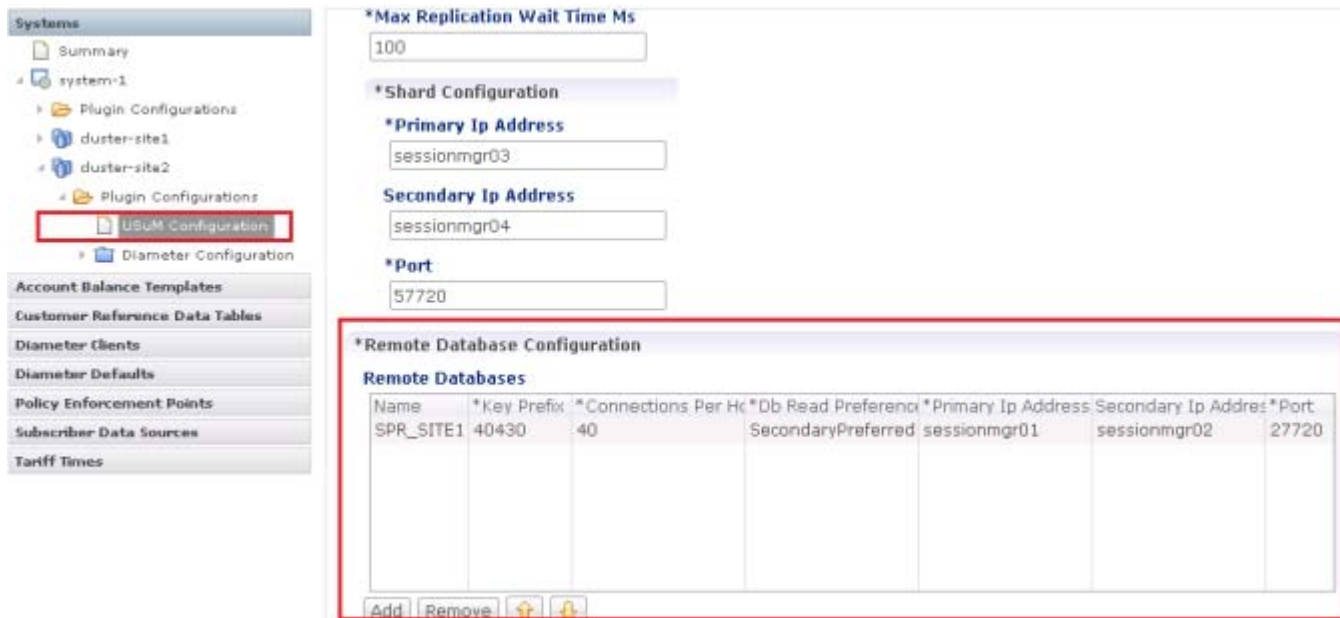 Systems
Summary
system-1
Plugin Configurations
cluster-site1
cluster-site2
Plugin Configurations
USuM Configuration
Diameter Configuration
Account Balance Templates
Customer Reference Data Tables
Diameter Clients
Diameter Defaults
Policy Enforcement Points
Subscriber Data Sources
Tariff Times
*Max Replication Wait Time Ms
100
*Shard Configuration
*Primary Ip Address
sessionmgr03
Secondary Ip Address
sessionmgr04
*Port
57720
*Remote Database Configuration
Remote Databases
Name *Key Prefix *Connections Per Ho *Db Read Preferenc *Primary Ip Address Secondary Ip Addres *Port
SPR_SITE1 40430 40 SecondaryPreferred sessionmgr01 sessionmgr02 27720
Add Remove